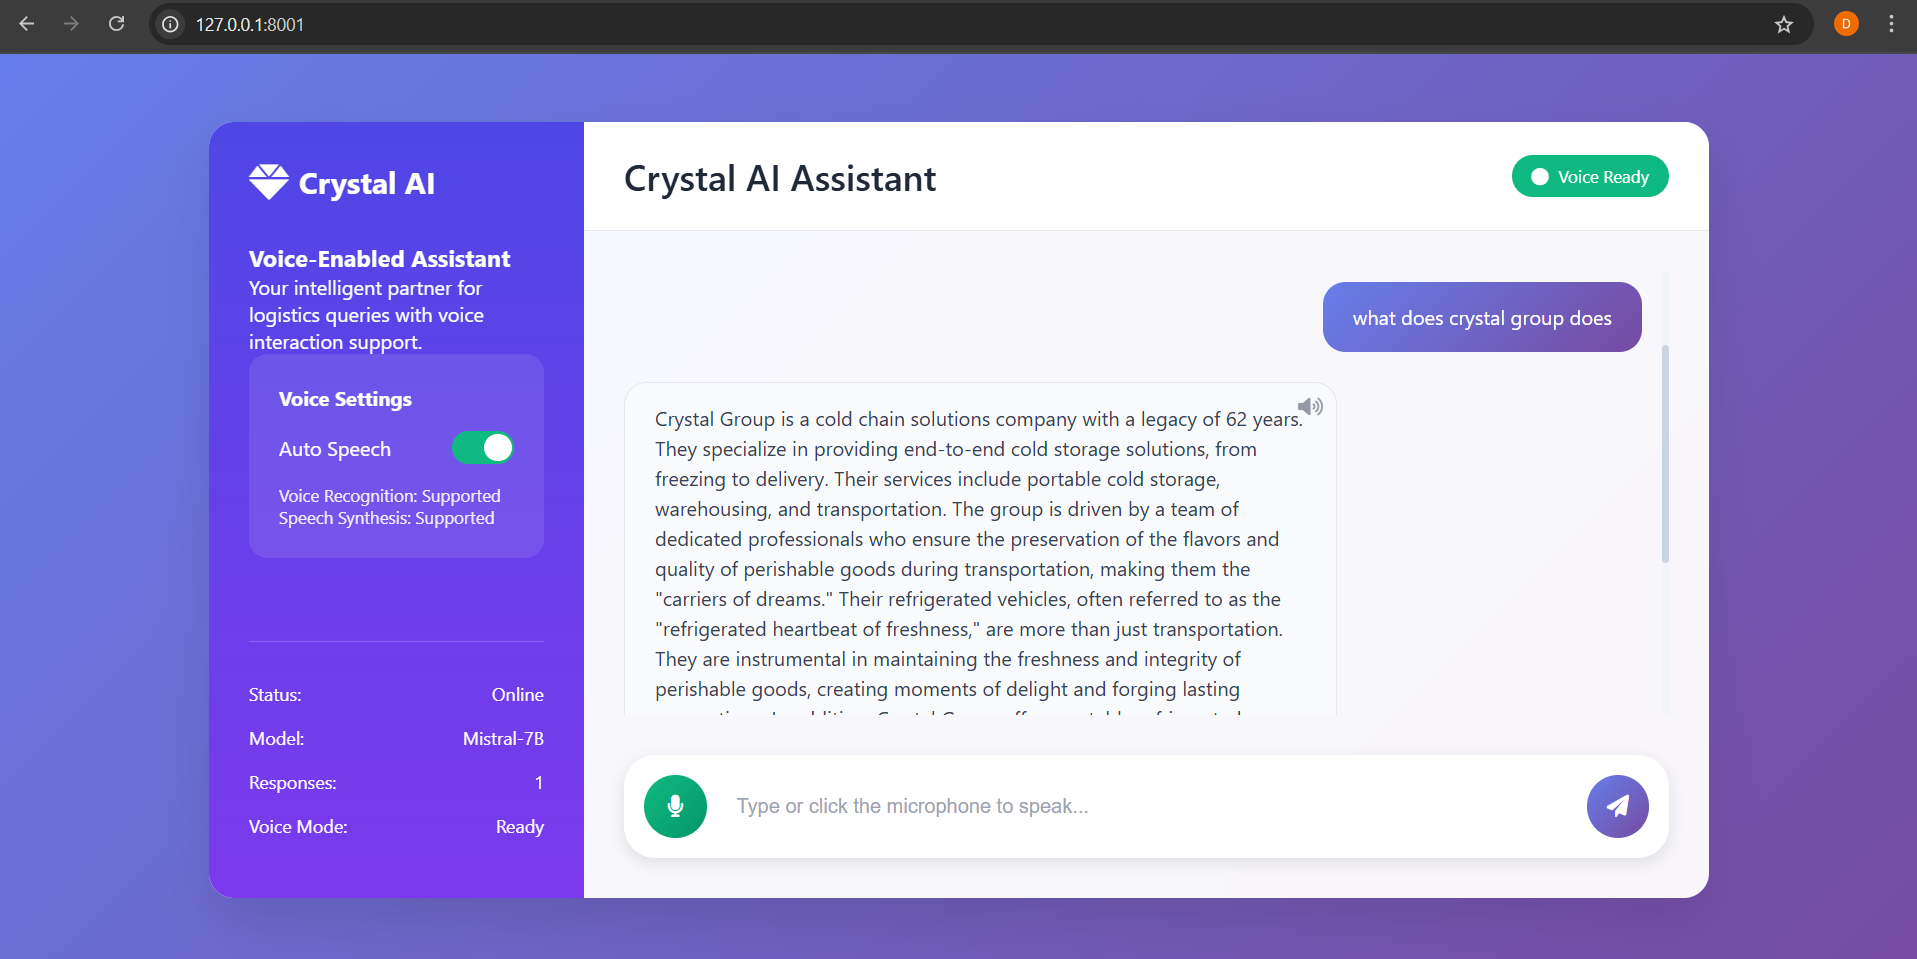 127.0.0.1:8001
D
Crystal AI
Voice-Enabled Assistant
Your intelligent partner for
logistics queries with voice
interaction support.
Voice Settings
Auto Speech
Voice Recognition: Supported
Speech Synthesis: Supported
Status: Online
Model: Mistral-7B
Responses: 1
Voice Mode: Ready
Crystal AI Assistant
Voice Ready
what does crystal group does
Crystal Group is a cold chain solutions company with a legacy of 62 years.
They specialize in providing end-to-end cold storage solutions, from
freezing to delivery. Their services include portable cold storage,
warehousing, and transportation. The group is driven by a team of
dedicated professionals who ensure the preservation of the flavors and
quality of perishable goods during transportation, making them the
"carriers of dreams." Their refrigerated vehicles, often referred to as the
"refrigerated heartbeat of freshness," are more than just transportation.
They are instrumental in maintaining the freshness and integrity of
perishable goods, creating moments of delight and forging lasting
Type or click the microphone to speak...